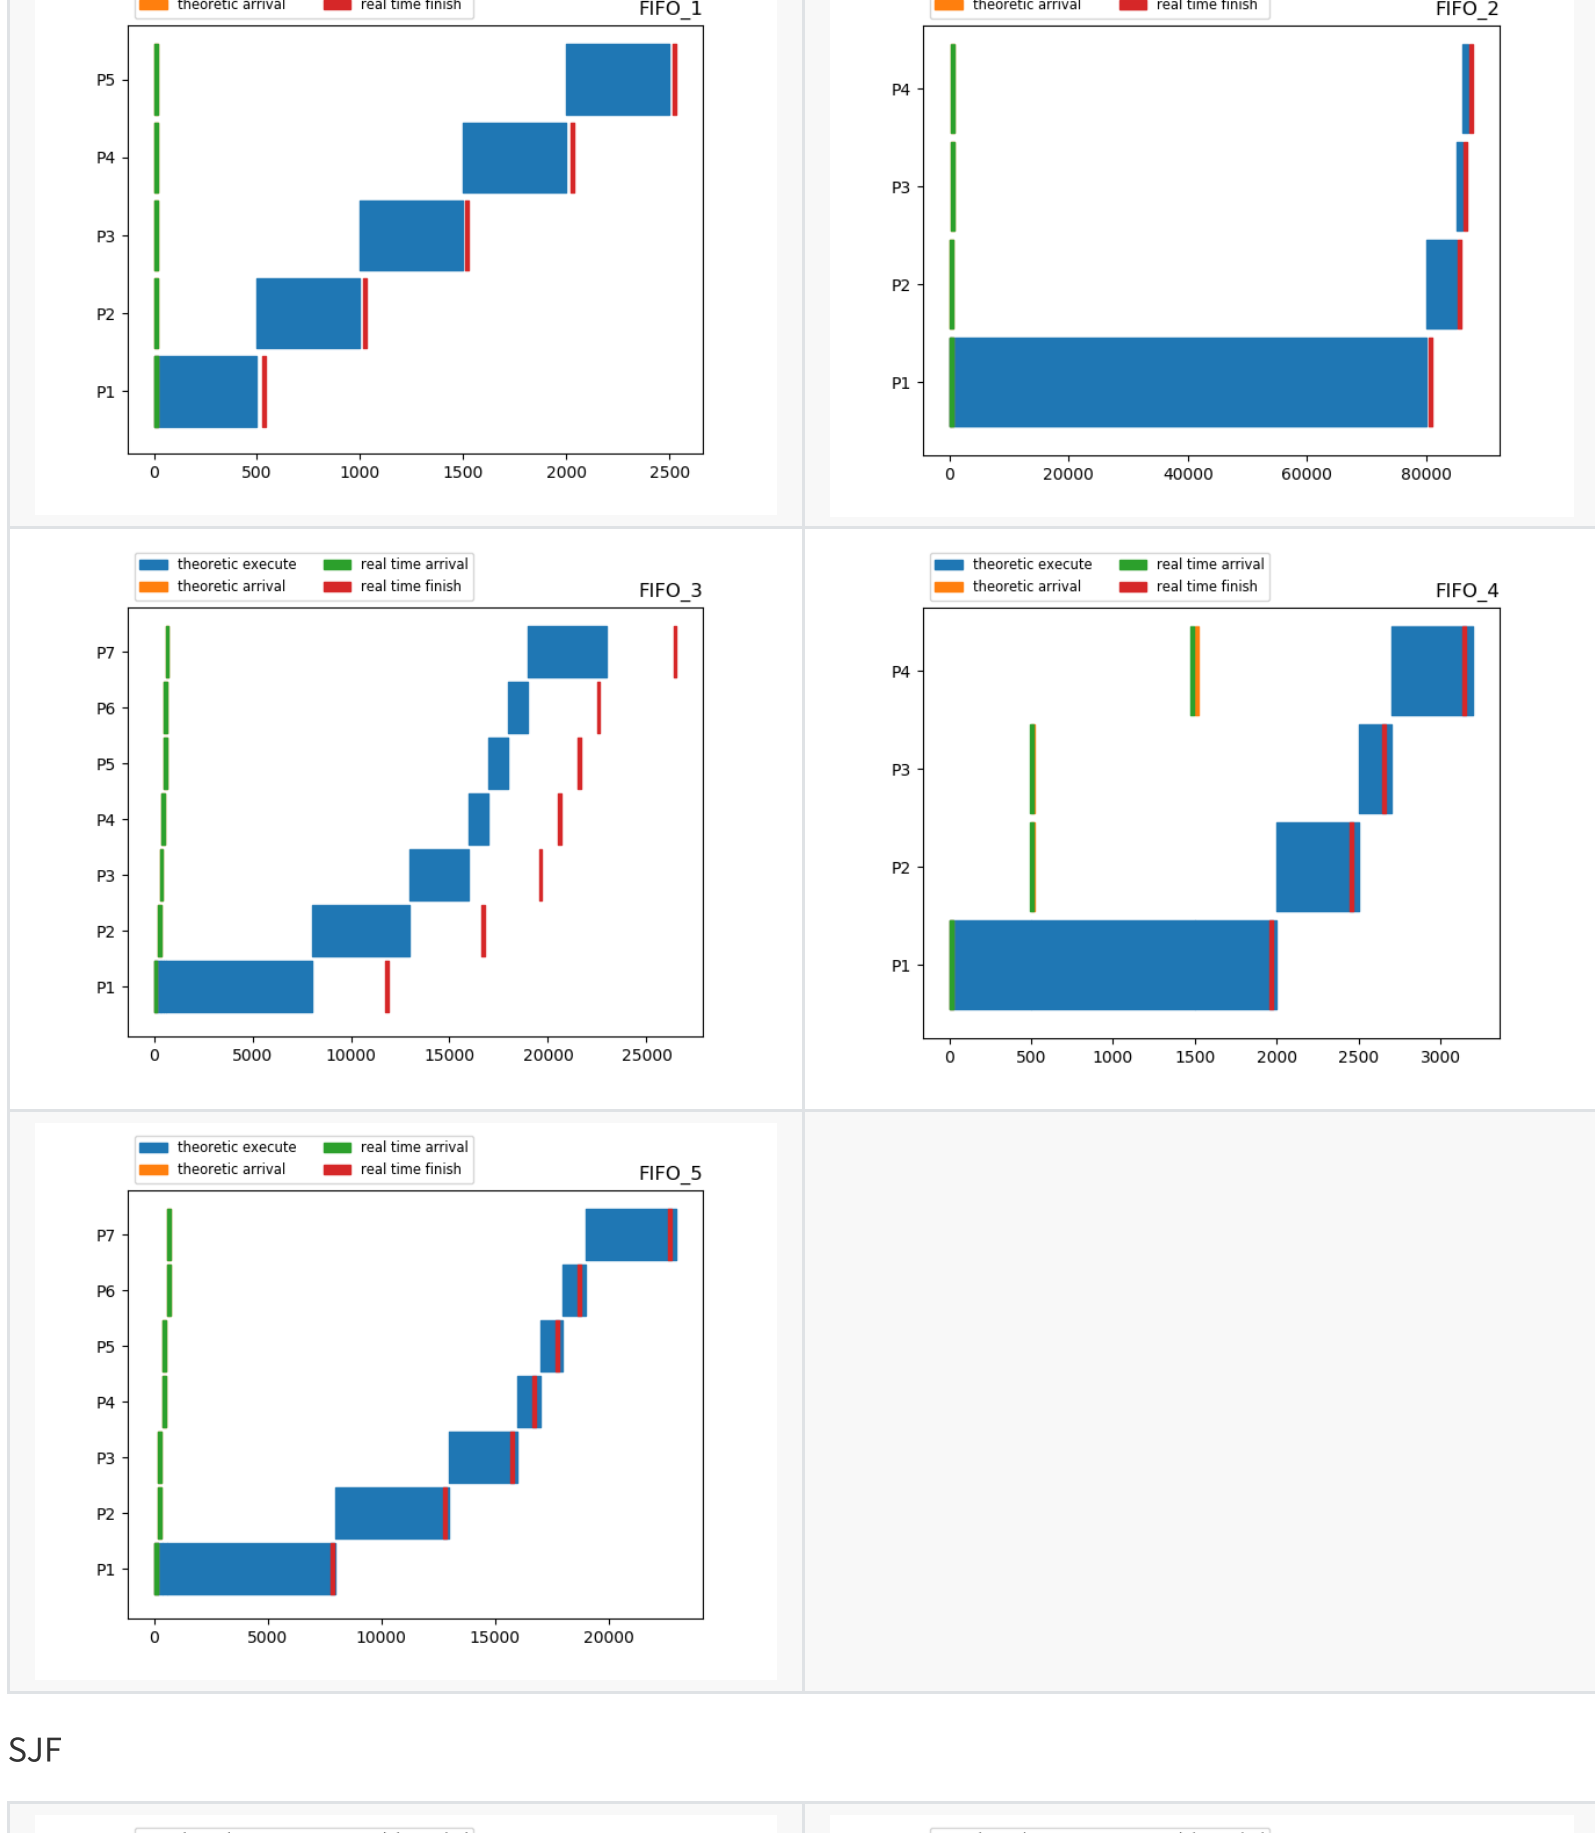 theoretic arrival real time finish FIFO_1
P5
P4
P3
P2
P1
0 500 1000 1500 2000 2500
theoretic arrival real time finish FIFO_2
P4
P3
P2
P1
0 20000 40000 60000 80000
theoretic execute real time arrival
theoretic arrival real time finish FIFO_3
P7
P6
P5
P4
P3
P2
P1
0 5000 10000 15000 20000 25000
theoretic execute real time arrival
theoretic arrival real time finish FIFO_4
P4
P3
P2
P1
0 500 1000 1500 2000 2500 3000
theoretic execute real time arrival
theoretic arrival real time finish FIFO_5
P7
P6
P5
P4
P3
P2
P1
0 5000 10000 15000 20000
SJF